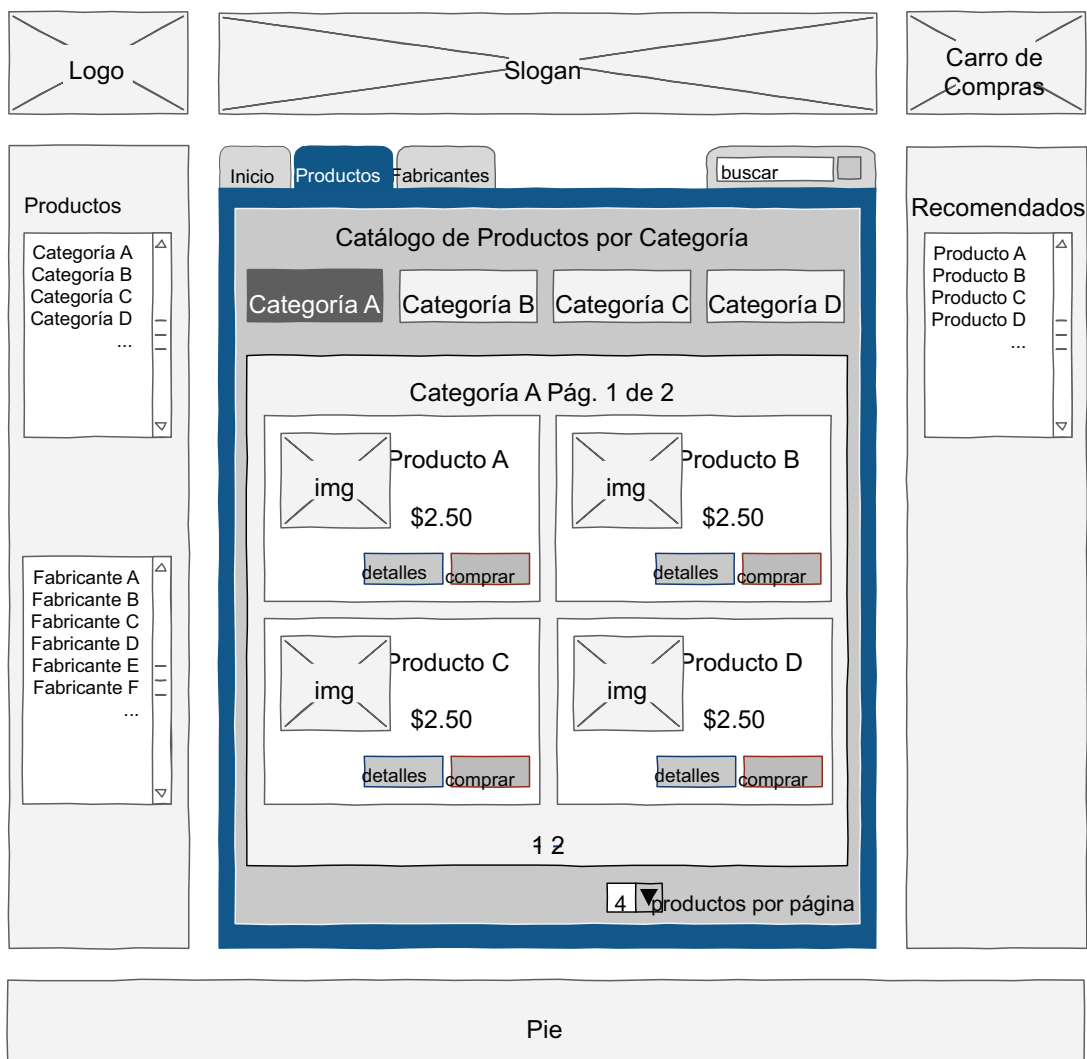 Logo
Slogan
Carro de
Compras
Inicio
Productos
Fabricantes
buscar
Productos
Categoría A
Categoría B
Categoría C
Categoría D
...
Fabricante A
Fabricante B
Fabricante C
Fabricante D
Fabricante E
Fabricante F
...
Catálogo de Productos por Categoría
Categoría A
Categoría B
Categoría C
Categoría D
Categoría A Pág. 1 de 2
img
Producto A
$2.50
detalles
comprar
img
Producto B
$2.50
detalles
comprar
img
Producto C
$2.50
detalles
comprar
img
Producto D
$2.50
detalles
comprar
1 2
4
productos por página
Recomendados
Producto A
Producto B
Producto C
Producto D
...
Pie